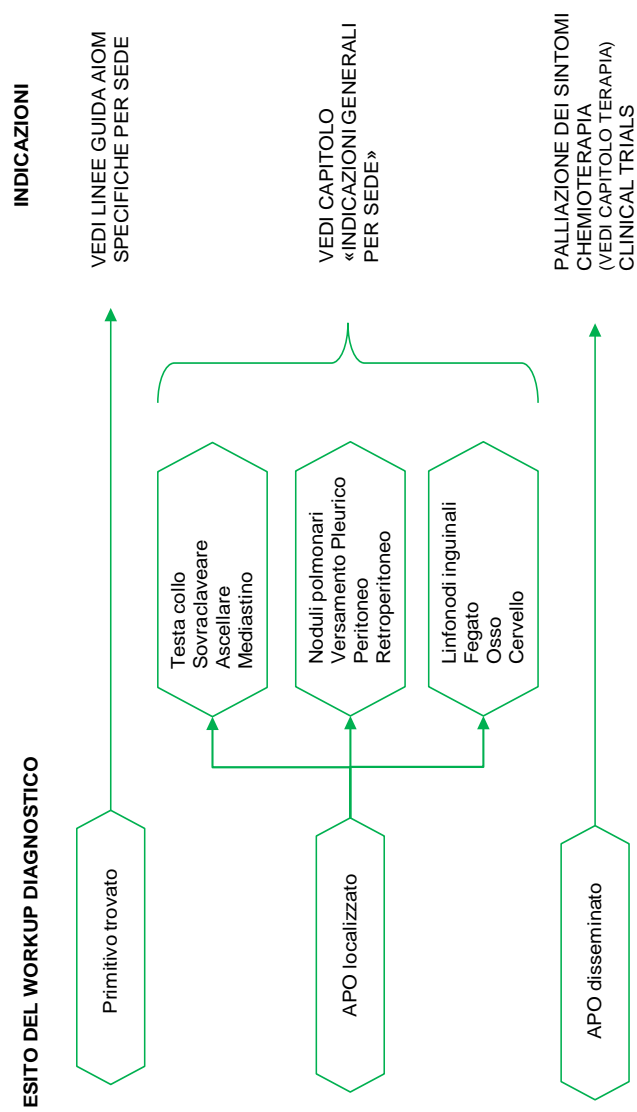 ESITO DEL WORKUP DIAGNOSTICO
INDICAZIONI
Primitivo trovato
VEDI LINEE GUIDA AIOM
SPECIFICHE PER SEDE
APO localizzato
Testa collo
Sovraclaveare
Ascellare
Mediastino
Noduli polmonari
Versamento Pleurico
Peritoneo
Retroperitoneo
Linfonodi inguinali
Fegato
Osso
Cervello
VEDI CAPITOLO
«INDICAZIONI GENERALI
PER SEDE»
APO disseminato
PALLIAZIONE DEI SINTOMI
CHEMIOTERAPIA
(VEDI CAPITOLO TERAPIA)
CLINICAL TRIALS